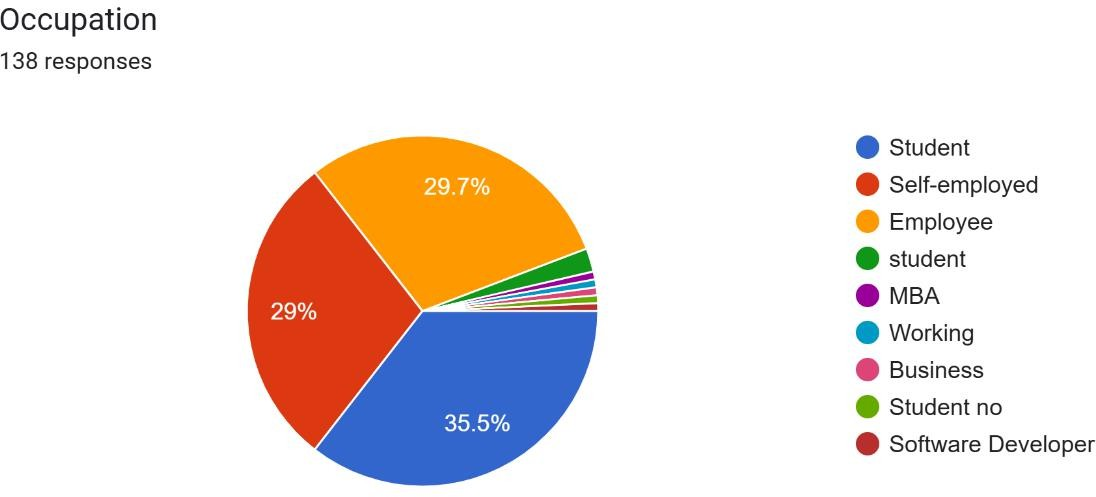 Occupation
138 responses
29.7%
29%
35.5%
Student
Self-employed
Employee
student
MBA
Working
Business
Student no
Software Developer